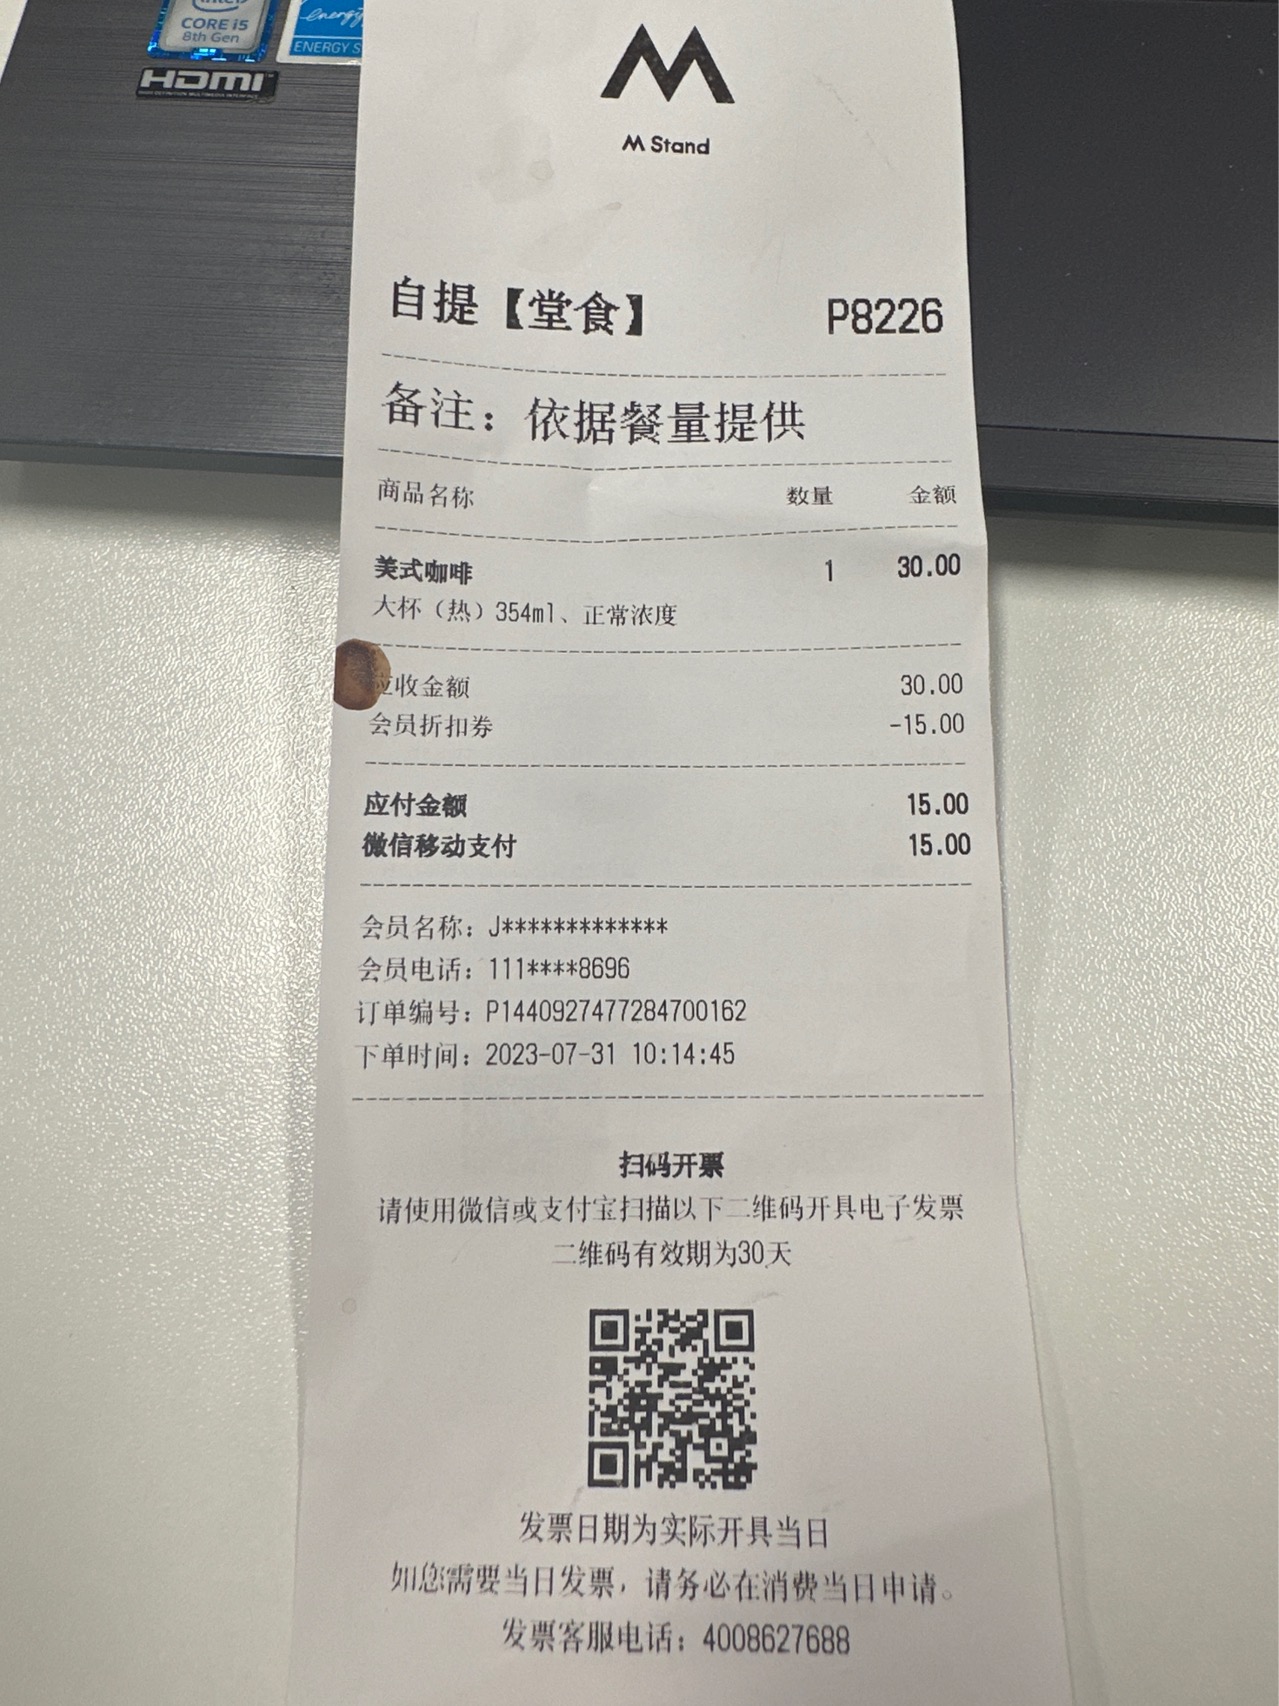 intel
CORE i5
8th Gen
energy
ENERGY S
HDMI
HIGH DEFINITION MULTIMEDIA INTERFACE
M Stand
自提【堂食】 P8226
备注：依据餐量提供
商品名称 数量 金额
美式咖啡 1 30.00
大杯（热）354ml、正常浓度
应收金额 30.00
会员折扣券 -15.00
应付金额 15.00
微信移动支付 15.00
会员名称：J*************
会员电话：111****8696
订单编号：P1440927477284700162
下单时间：2023-07-31 10:14:45
扫码开票
请使用微信或支付宝扫描以下二维码开具电子发票
二维码有效期为30天
发票日期为实际开具当日
如您需要当日发票，请务必在消费当日申请。
发票客服电话：4008627688